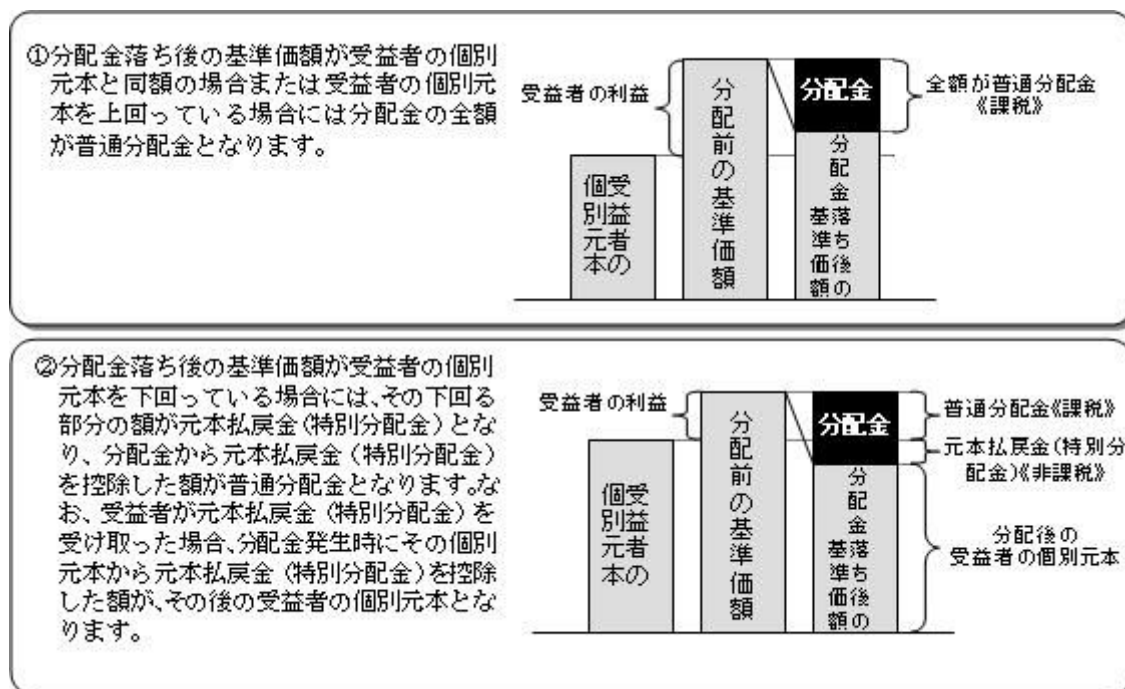 ①分配金落ち後の基準価額が受益者の個別
元本と同額の場合または受益者の個別元
本を上回っている場合には分配金の全額
が普通分配金となります。
受益者の利益
受益者の
個別元本
分配前の基準価額
分配金
分配金落ち後の
基準価額
全額が普通分配金
《課税》
②分配金落ち後の基準価額が受益者の個別
元本を下回っている場合には、その下回る
部分の額が元本払戻金(特別分配金)とな
り、分配金から元本払戻金(特別分配金)
を控除した額が普通分配金となります。な
お、受益者が元本払戻金(特別分配金)を
受け取った場合、分配金発生時にその個別
元本から元本払戻金(特別分配金)を控除
した額が、その後の受益者の個別元本とな
ります。
受益者の利益
受益者の
個別元本
分配前の基準価額
分配金
分配金落ち後の
基準価額
普通分配金《課税》
元本払戻金(特別分
配金)《非課税》
分配後の
受益者の個別元本